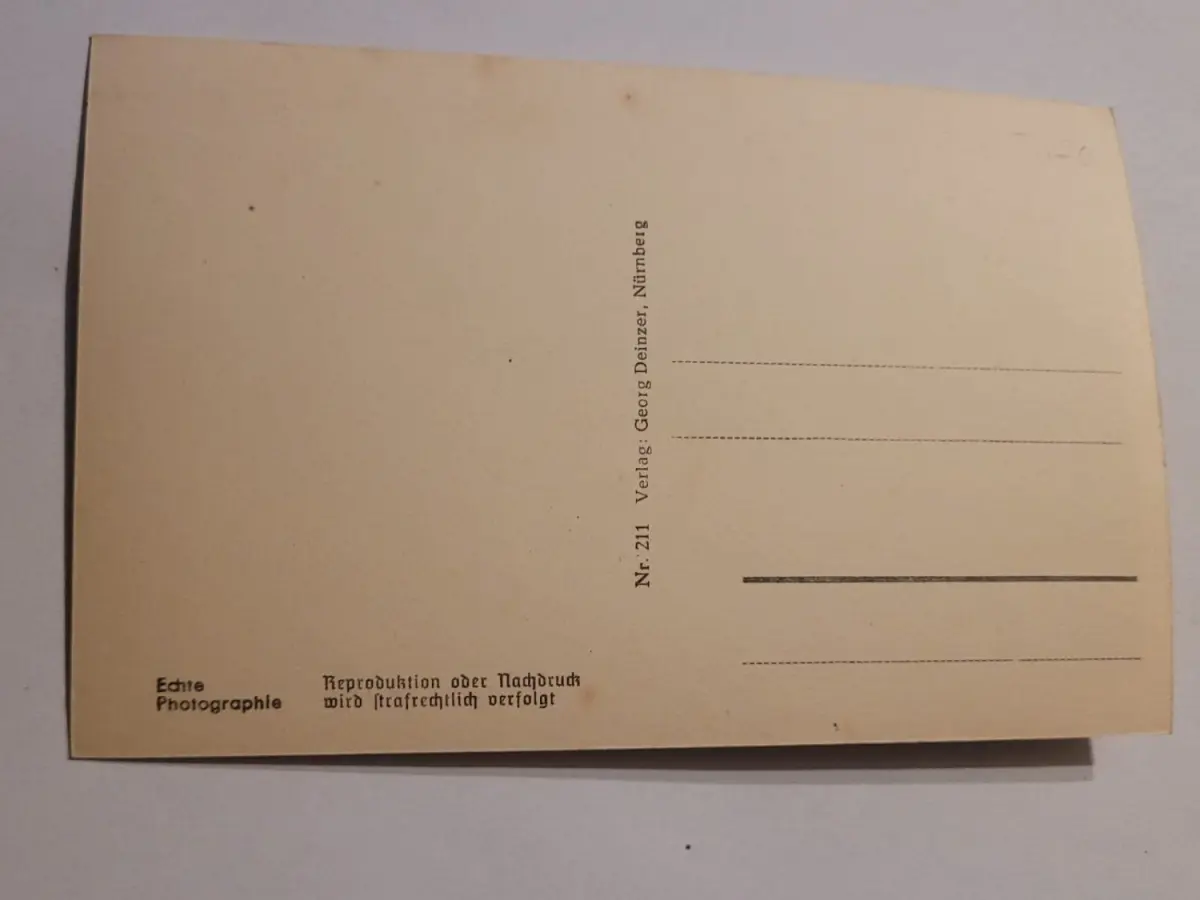 Echte
Photographie
Reproduktion oder Nachdruck
wird ſtrafrechtlich verfolgt
Nr. 211 Verlag: Georg Deinzer, Nürnberg